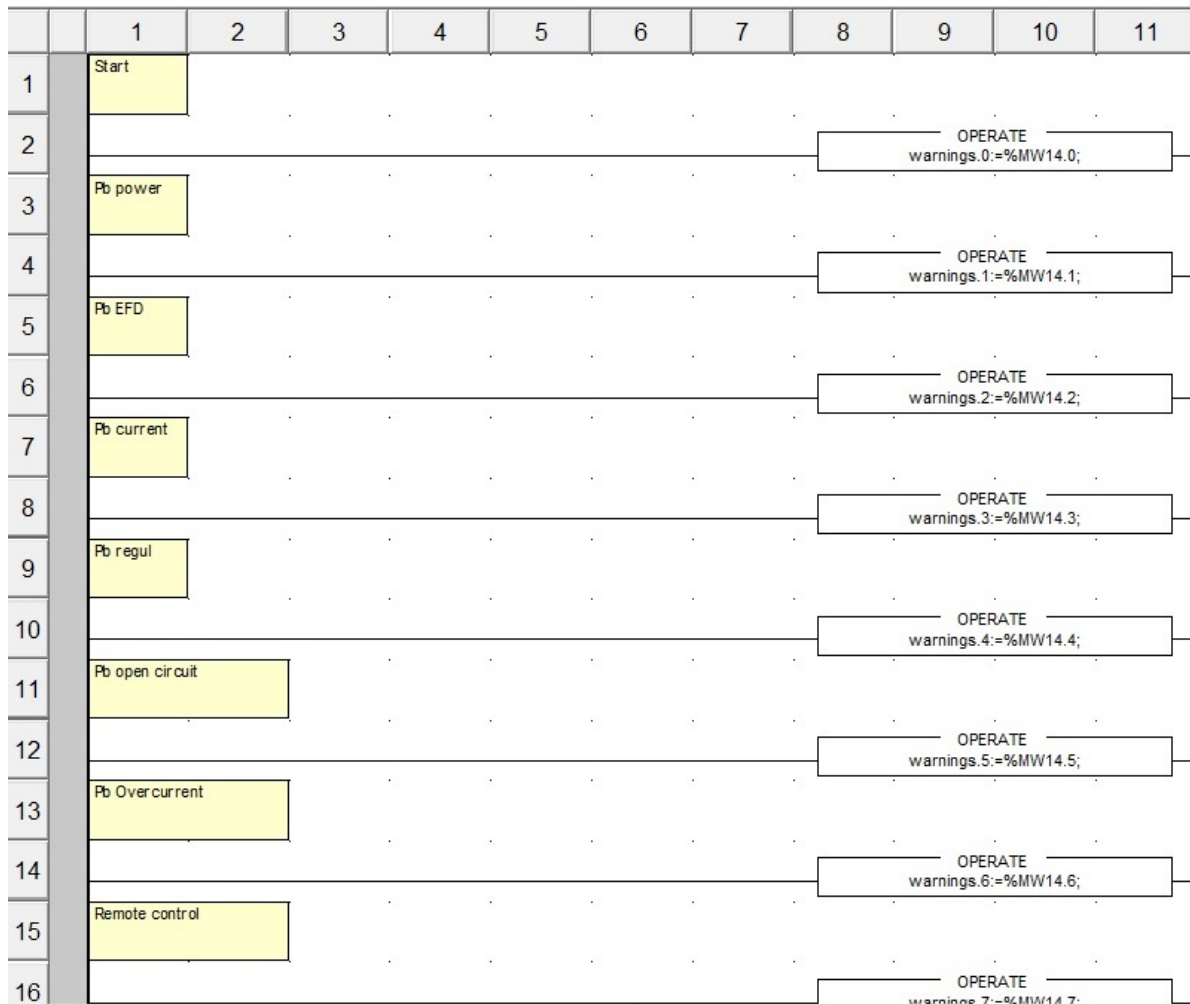 1 2 3 4 5 6 7 8 9 10 11
1 Start
2 OPERATE
warnings.0:=%MW14.0;
3 Pb power
4 OPERATE
warnings.1:=%MW14.1;
5 Pb EFD
6 OPERATE
warnings.2:=%MW14.2;
7 Pb current
8 OPERATE
warnings.3:=%MW14.3;
9 Pb regul
10 OPERATE
warnings.4:=%MW14.4;
11 Pb open circuit
12 OPERATE
warnings.5:=%MW14.5;
13 Pb Overcurrent
14 OPERATE
warnings.6:=%MW14.6;
15 Remote control
16 OPERATE
warnings.7:=%MW14.7;